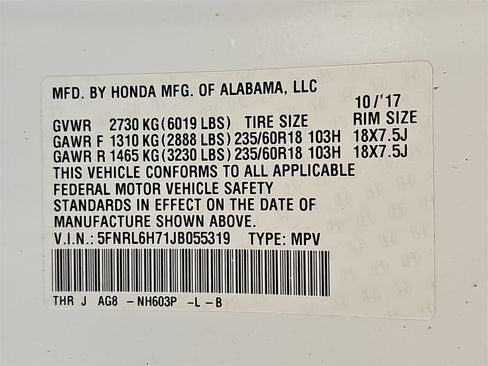 MFD. BY HONDA MFG. OF ALABAMA, LLC
10/'17
GVWR 2730 KG(6019 LBS) TIRE SIZE RIM SIZE
GAWR F 1310 KG(2888 LBS) 235/60R18 103H 18X7.5J
GAWR R 1465 KG(3230 LBS) 235/60R18 103H 18X7.5J
THIS VEHICLE CONFORMS TO ALL APPLICABLE
FEDERAL MOTOR VEHICLE SAFETY
STANDARDS IN EFFECT ON THE DATE OF
MANUFACTURE SHOWN ABOVE.
V.I.N.: 5FNRL6H71JB055319 TYPE: MPV
THR J AG8 - NH603P -L-B